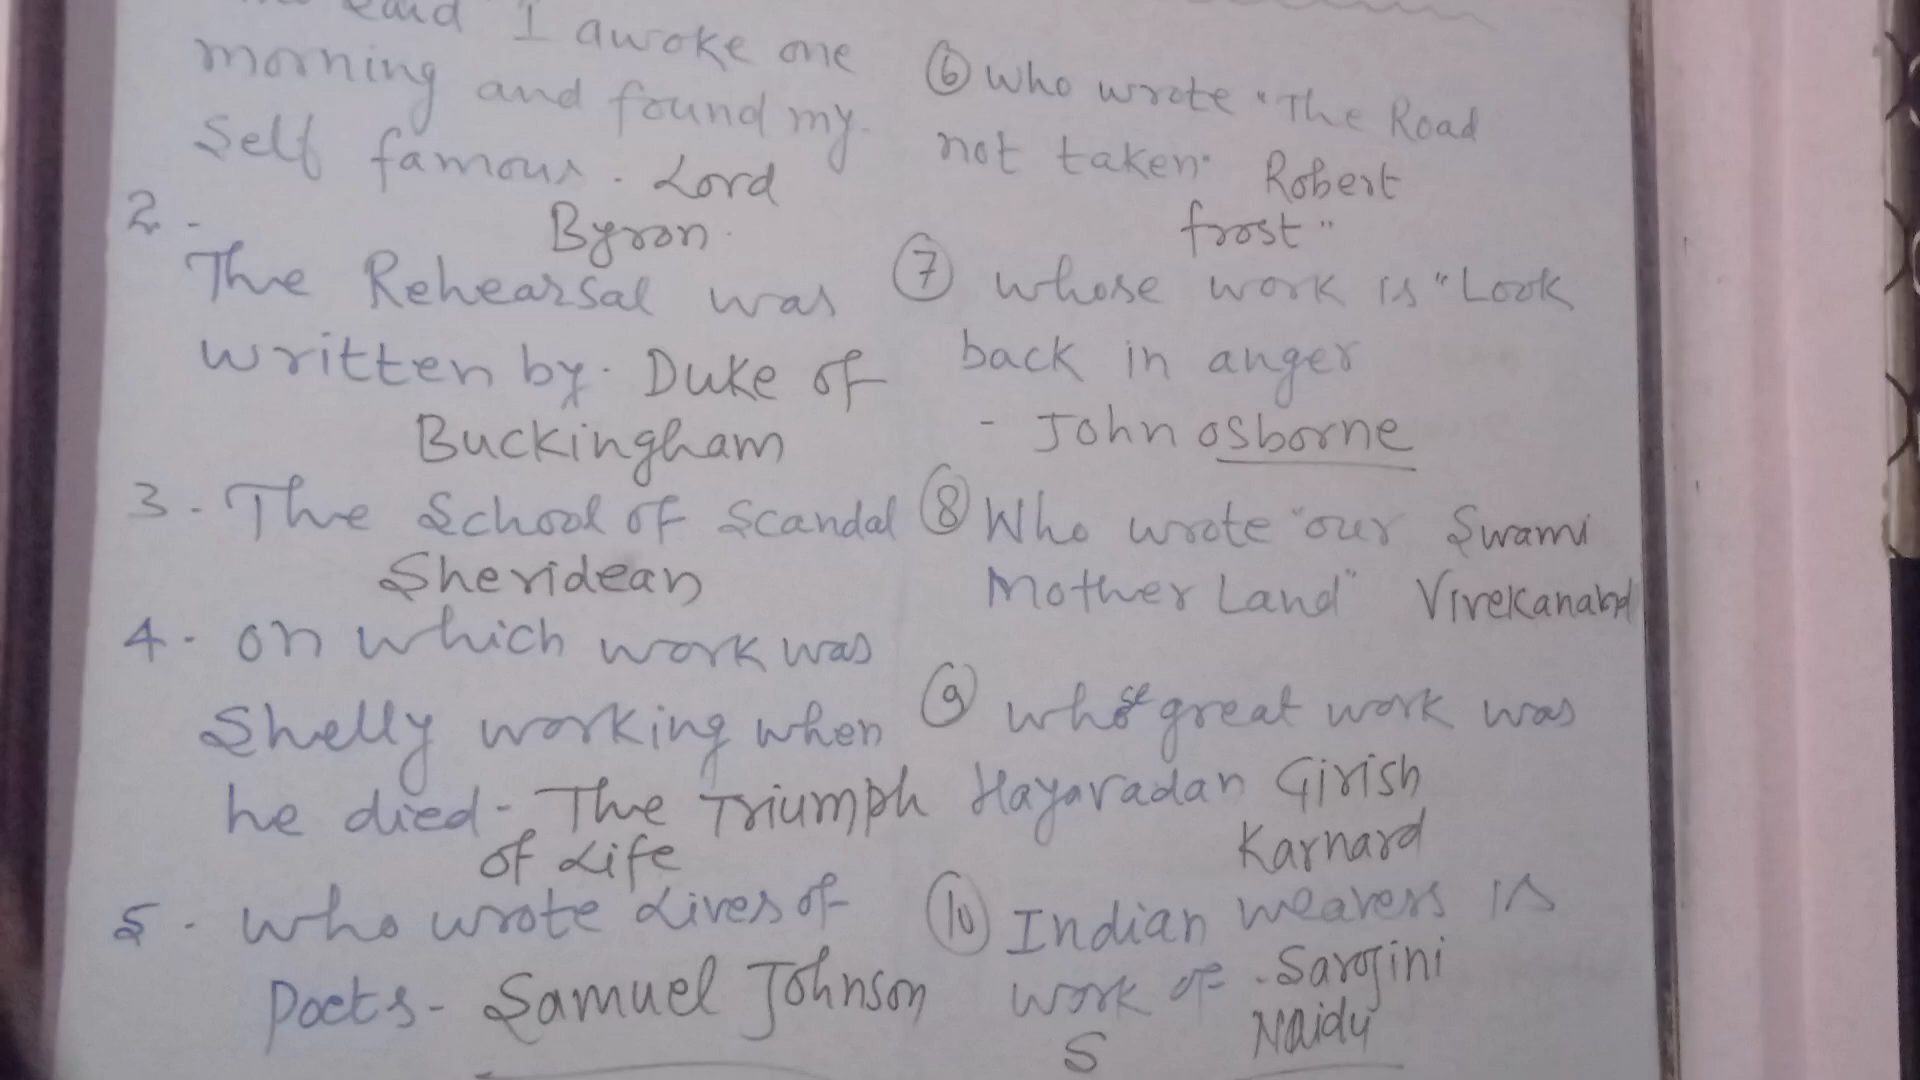 said I awoke one
morning and found my-
self famous. Lord
Byron.
2.
The Rehearsal was
written by. Duke of
Buckingham
3. The School of Scandal
Sheridean
4. on which work was
Shelly working when
he died - The Triumph
of Life
5. who wrote Lives of
Poets - Samuel Johnson
6 who wrote "The Road
not taken" Robert
frost"
7 whose work is "Look
back in anger
- John osborne
8 Who wrote "our Swami
Mother Land" Vivekanand
9 whose great work was
Hayavadan Girish
Karnard
10 Indian weavers is
work of - Sarojini
Naidu
S